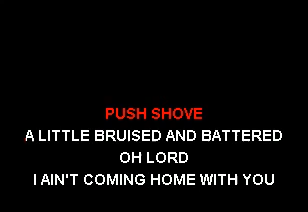 PUSH SHOVE
A LITTLE BRUISED AND BATTERED
OH LORD
I AIN'T COMING HOME WITH YOU